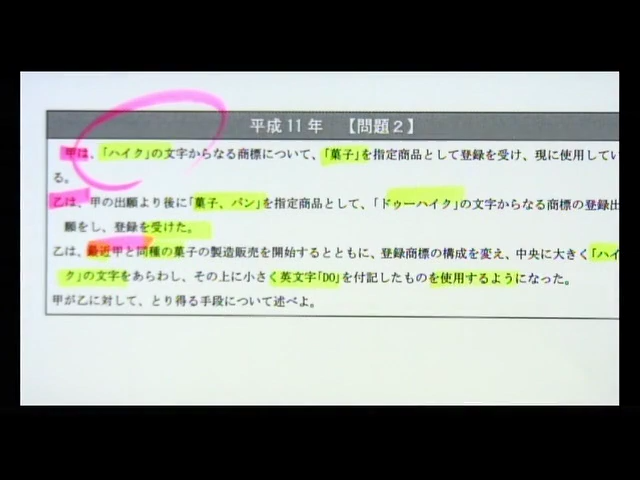 平成11年 【問題2】
甲は、「ハイク」の文字からなる商標について、「菓子」を指定商品として登録を受け、現に使用してい
る。
乙は、甲の出願より後に「菓子、パン」を指定商品として、「ドゥーハイク」の文字からなる商標の登録出
願をし、登録を受けた。
乙は、最近甲と同種の菓子の製造販売を開始するとともに、登録商標の構成を変え、中央に大きく「ハイ
ク」の文字をあらわし、その上に小さく英文字「DO」を付記したものを使用するようになった。
甲が乙に対して、とり得る手段について述べよ。